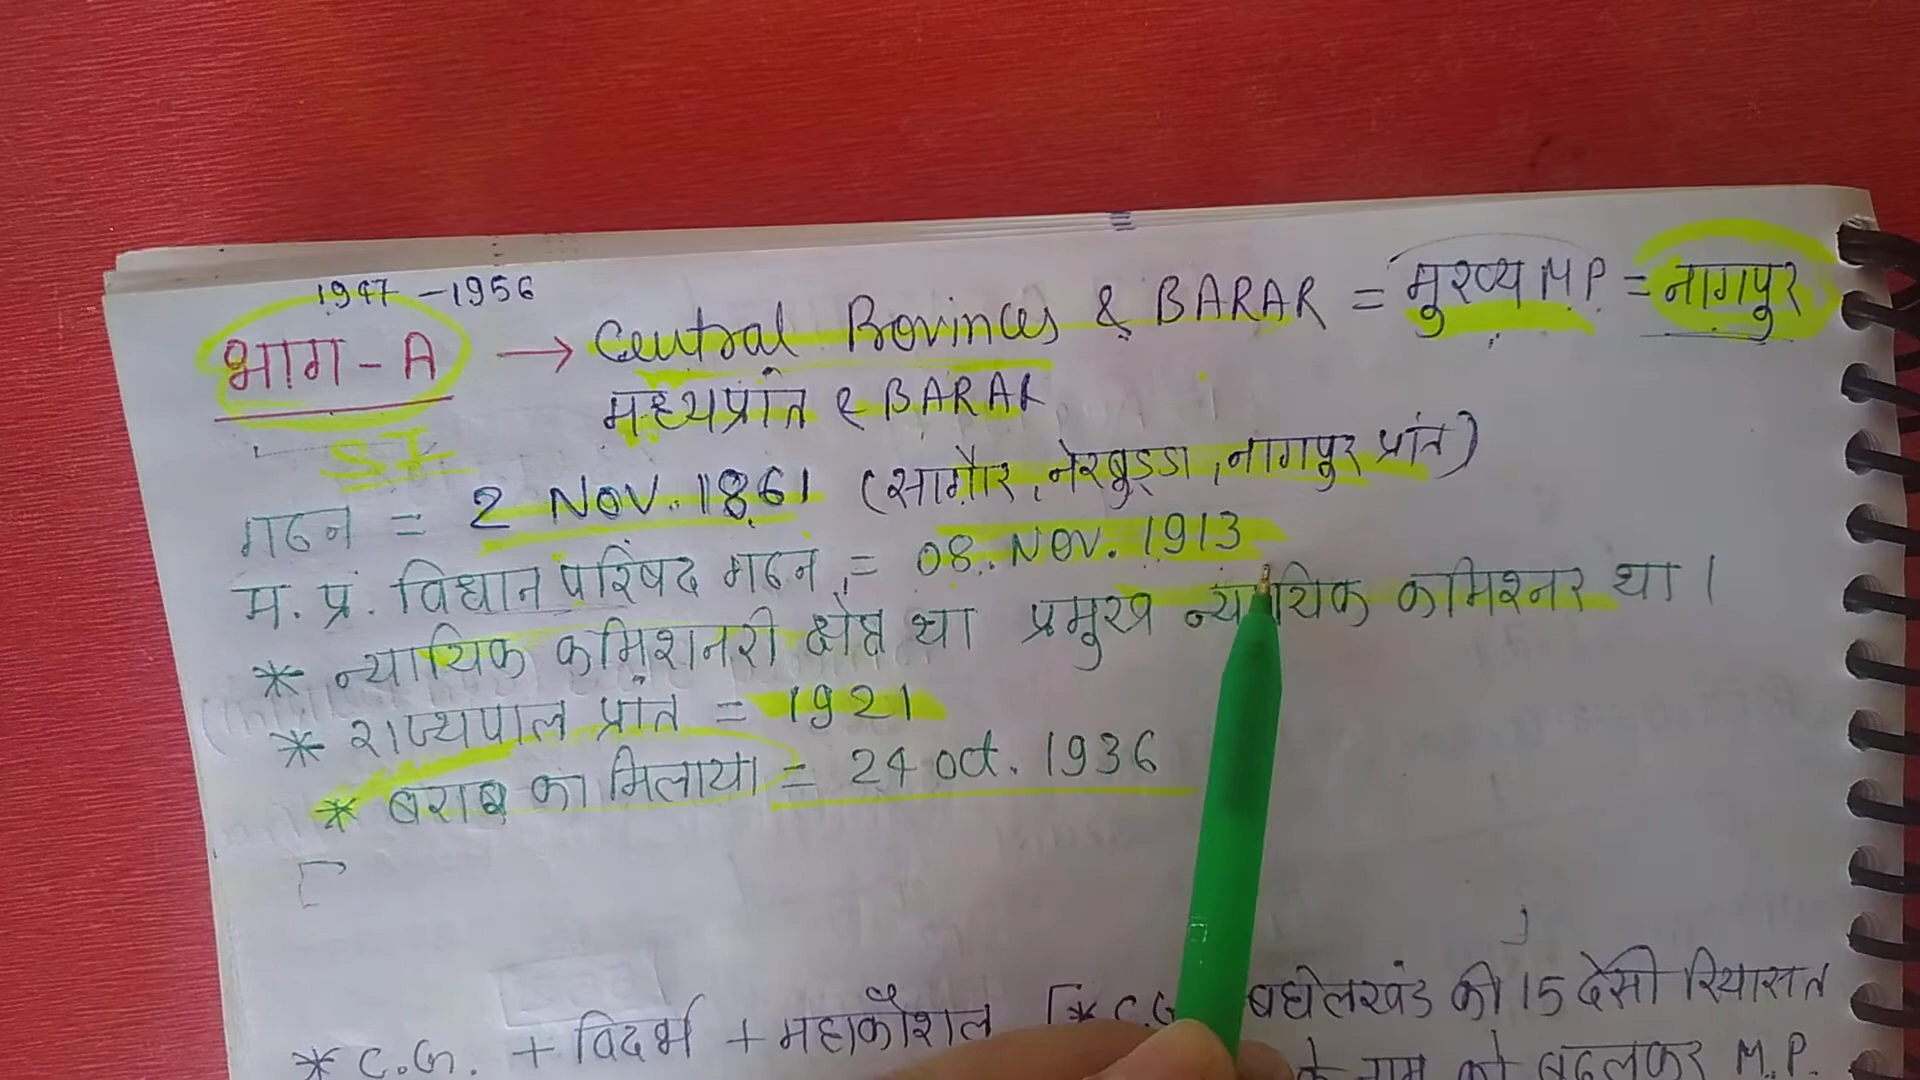 1947 - 1956
भाग - A → Central Provinces & BARAR = मुख्य M.P. = नागपुर
मध्यप्रांत & BARAR
गठन = 2 NOV. 1861 (सागौर, नेरबुड्डा, नागपुर प्रांत)
म. प्र. विधान परिषद गठन = 08. NOV. 1913
* न्यायिक कमिशनरी क्षेत्र था प्रमुख न्यायिक कमिश्नर था।
* राज्यपाल प्रांत = 1921
* बराब का मिलाया = 24 Oct. 1936
* C.G. + विदर्भ + महाकौशल [* C.G. बघेलखंड की 15 देसी रियासत
के नाम को बदलकर M.P.